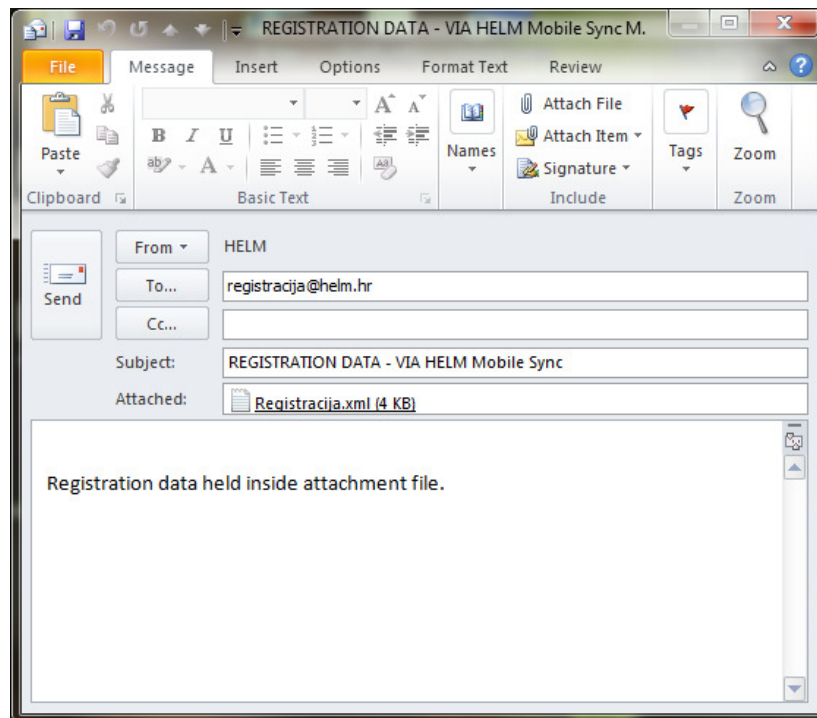 REGISTRATION DATA - VIA HELM Mobile Sync M.
File Message Insert Options Format Text Review
Paste
Clipboard
B I U
ab A
A A
Aa
Basic Text
Names
Attach File
Attach Item
Signature
Include
Tags
Zoom
Zoom
Send
From HELM
To... registracija@helm.hr
Cc...
Subject: REGISTRATION DATA - VIA HELM Mobile Sync
Attached: Registracija.xml (4 KB)
Registration data held inside attachment file.